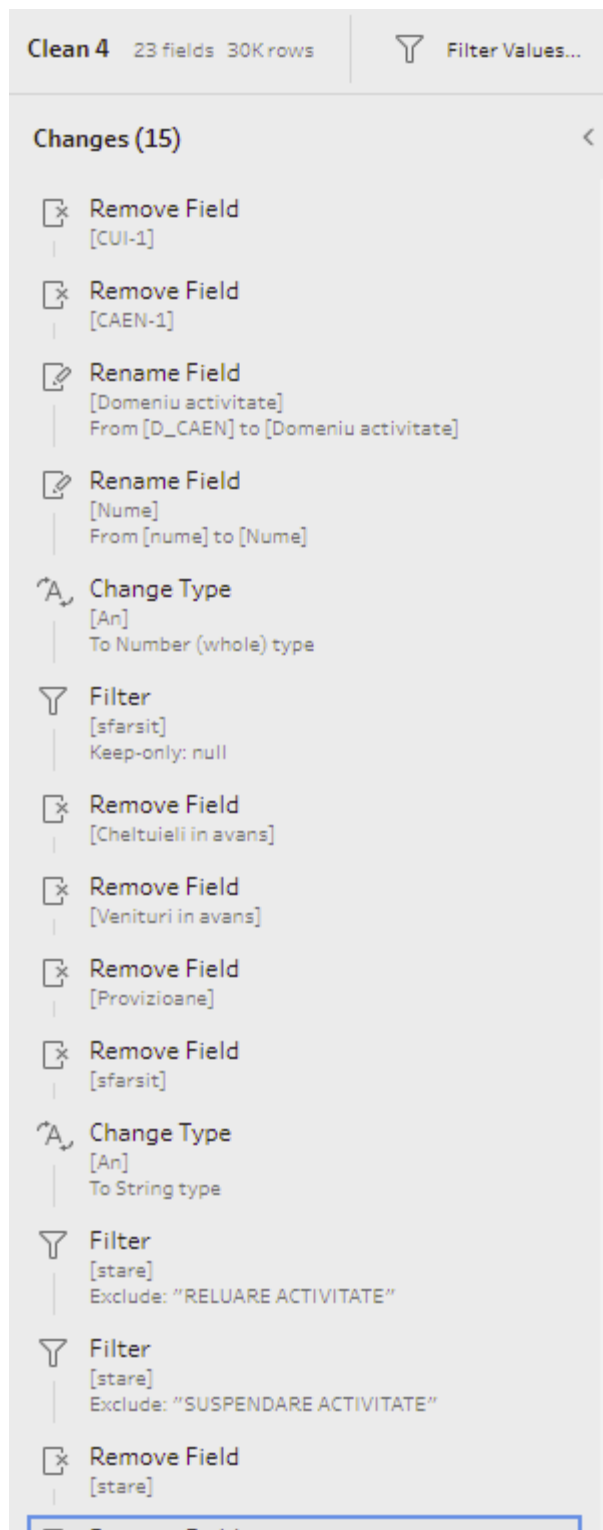 Clean 4 23 fields 30K rows Filter Values...
Changes (15)
Remove Field
[CUI-1]
Remove Field
[CAEN-1]
Rename Field
[Domeniu activitate]
From [D_CAEN] to [Domeniu activitate]
Rename Field
[Nume]
From [nume] to [Nume]
Change Type
[An]
To Number (whole) type
Filter
[sfarsit]
Keep-only: null
Remove Field
[Cheltuieli in avans]
Remove Field
[Venituri in avans]
Remove Field
[Provizioane]
Remove Field
[sfarsit]
Change Type
[An]
To String type
Filter
[stare]
Exclude: "RELUARE ACTIVITATE"
Filter
[stare]
Exclude: "SUSPENDARE ACTIVITATE"
Remove Field
[stare]